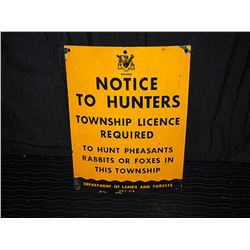 NOTICE
TO HUNTERS
TOWNSHIP LICENCE
REQUIRED
TO HUNT PHEASANTS
RABBITS OR FOXES IN
THIS TOWNSHIP
DEPARTMENT OF LANDS AND FORESTS